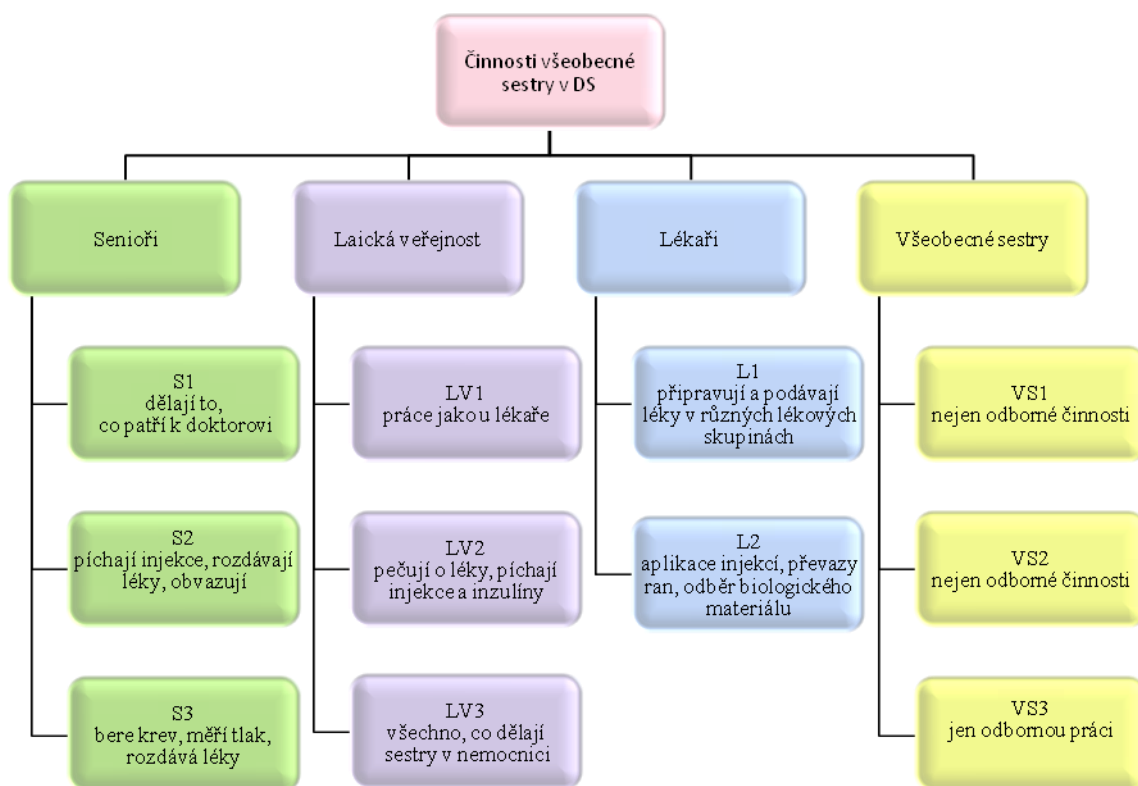 Činnosti všeobecné
sestry v DS
Senioři
Laická veřejnost
Lékaři
Všeobecné sestry
S1
dělají to,
co patří k doktorovi
LV1
práce jakou lékaře
L1
připravují a podávají
léky v různých lékových
skupinách
VS1
nejen odborné činnosti
S2
píchají injekce, rozdávají
léky, obvazují
LV2
pečují o léky, píchají
injekce a inzulíny
L2
aplikace injekcí, převazy
ran, odběr biologického
materiálu
VS2
nejen odborné činnosti
S3
bere krev, měří tlak,
rozdává léky
LV3
všechno, co dělají
sestry v nemocnici
VS3
jen odbornou práci